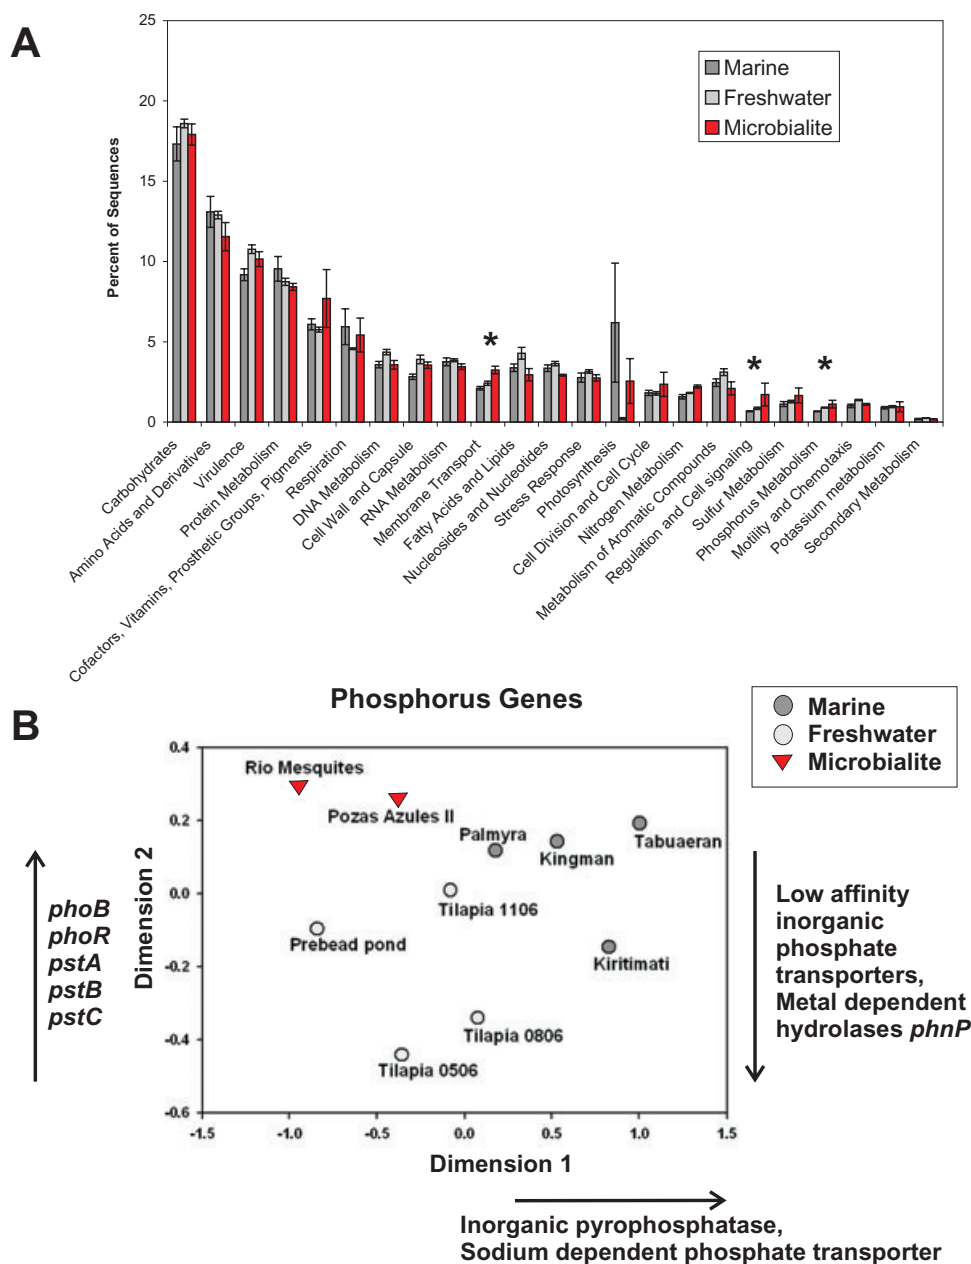 A
25
20
15
10
5
0
Percent of Sequences
Marine
Freshwater
Microbialite
*
*
*
Carbohydrates
Amino Acids and Derivatives
Virulence
Protein Metabolism
Cofactors, Vitamins, Prosthetic Groups, Pigments
Respiration
DNA Metabolism
Cell Wall and Capsule
RNA Metabolism
Membrane Transport
Fatty Acids and Lipids
Nucleosides and Nucleotides
Stress Response
Photosynthesis
Cell Division and Cell Cycle
Nitrogen Metabolism
Metabolism of Aromatic Compounds
Regulation and Cell signaling
Sulfur Metabolism
Phosphorus Metabolism
Motility and Chemotaxis
Potassium metabolism
Secondary Metabolism
B
Phosphorus Genes
Marine
Freshwater
Microbialite
0.4
0.2
0.0
-0.2
-0.4
-0.6
Dimension 2
phoB
phoR
pstA
pstB
pstC
Rio Mesquites
Pozas Azules II
Palmyra
Kingman
Tabuaeran
Tilapia 1106
Prebead pond
Kiritimati
Tilapia 0806
Tilapia 0506
Low affinity
inorganic
phosphate
transporters,
Metal dependent
hydrolases phnP
-1.5
-1.0
-0.5
0.0
0.5
1.0
1.5
Dimension 1
Inorganic pyrophosphatase,
Sodium dependent phosphate transporter